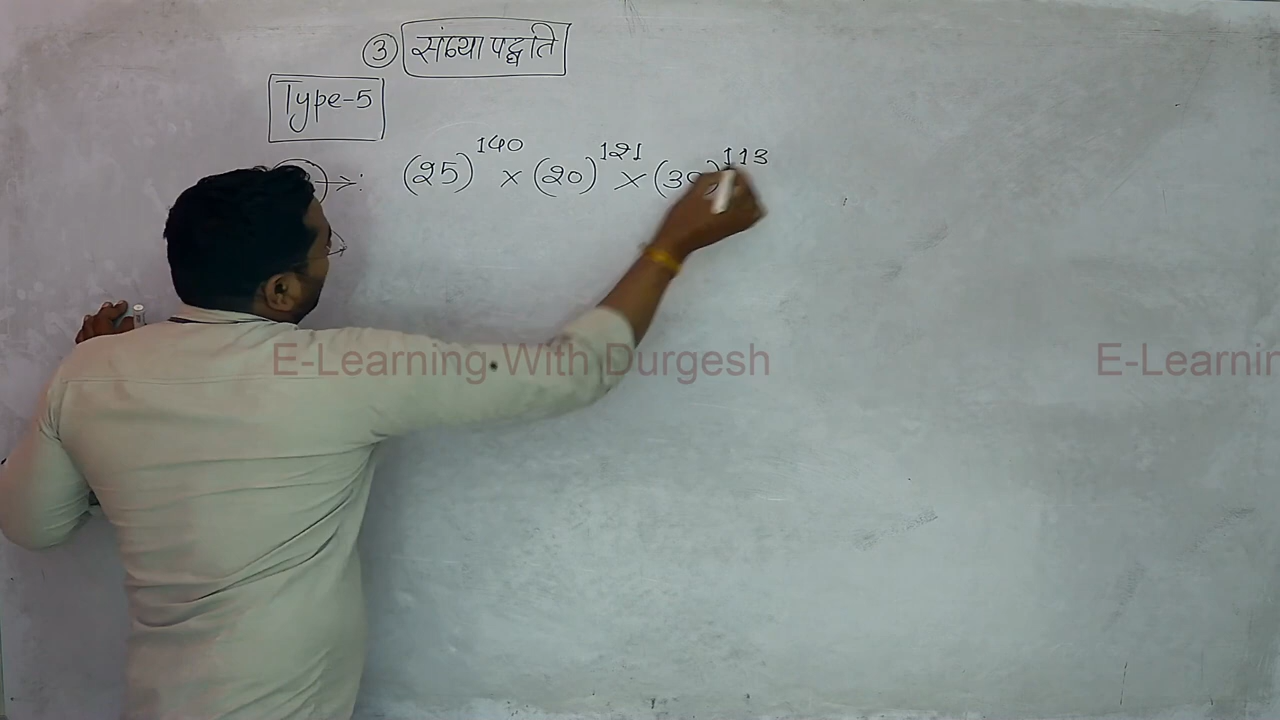 ③ संख्या पद्धति
Type-5
→: (25)^140 × (20)^121 × (30)^113
E-Learning With Durgesh
E-Learnin